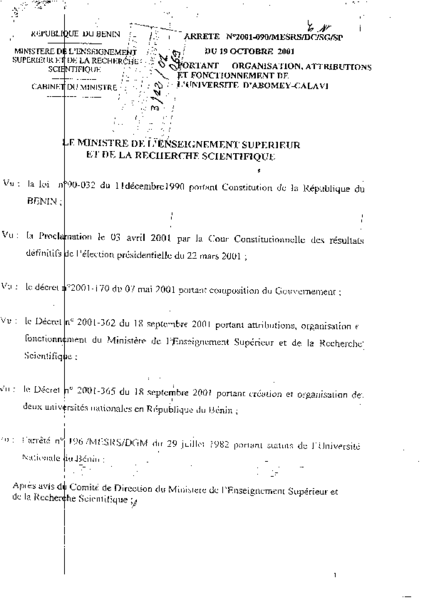 REPUBLIQUE DU BENIN
MINISTERE DE L'ENSEIGNEMENT
SUPERIEUR ET DE LA RECHERCHE
SCIENTIFIQUE
CABINET DU MINISTRE
ARRETE N°2001-090/MESRS/DC/SG/SP
DU 19 OCTOBRE 2001
PORTANT ORGANISATION, ATTRIBUTIONS
ET FONCTIONNEMENT DE
L'UNIVERSITE D'ABOMEY-CALAVI
LE MINISTRE DE L'ENSEIGNEMENT SUPERIEUR
ET DE LA RECHERCHE SCIENTIFIQUE
Vu : la loi n°90-032 du 11décembre1990 portant Constitution de la République du
BENIN ;
Vu : la Proclamation le 03 avril 2001 par la Cour Constitutionnelle des résultats
définitifs de l'élection présidentielle du 22 mars 2001 ;
Vu : le décret n°2001-170 du 07 mai 2001 portant composition du Gouvernement ;
Vu : le Décret n° 2001-362 du 18 septembre 2001 portant attributions, organisation e
fonctionnement du Ministère de l'Enseignement Supérieur et de la Recherche
Scientifique ;
Vu : le Décret n° 2001-365 du 18 septembre 2001 portant création et organisation de
deux universités nationales en République du Bénin ;
l'arrêté n° 196 /MESRS/DGM du 29 juillet 1982 portant statuts de l'Université
Nationale du Bénin ;
Après avis du Comité de Direction du Ministère de l'Enseignement Supérieur et
de la Recherche Scientifique ;
1